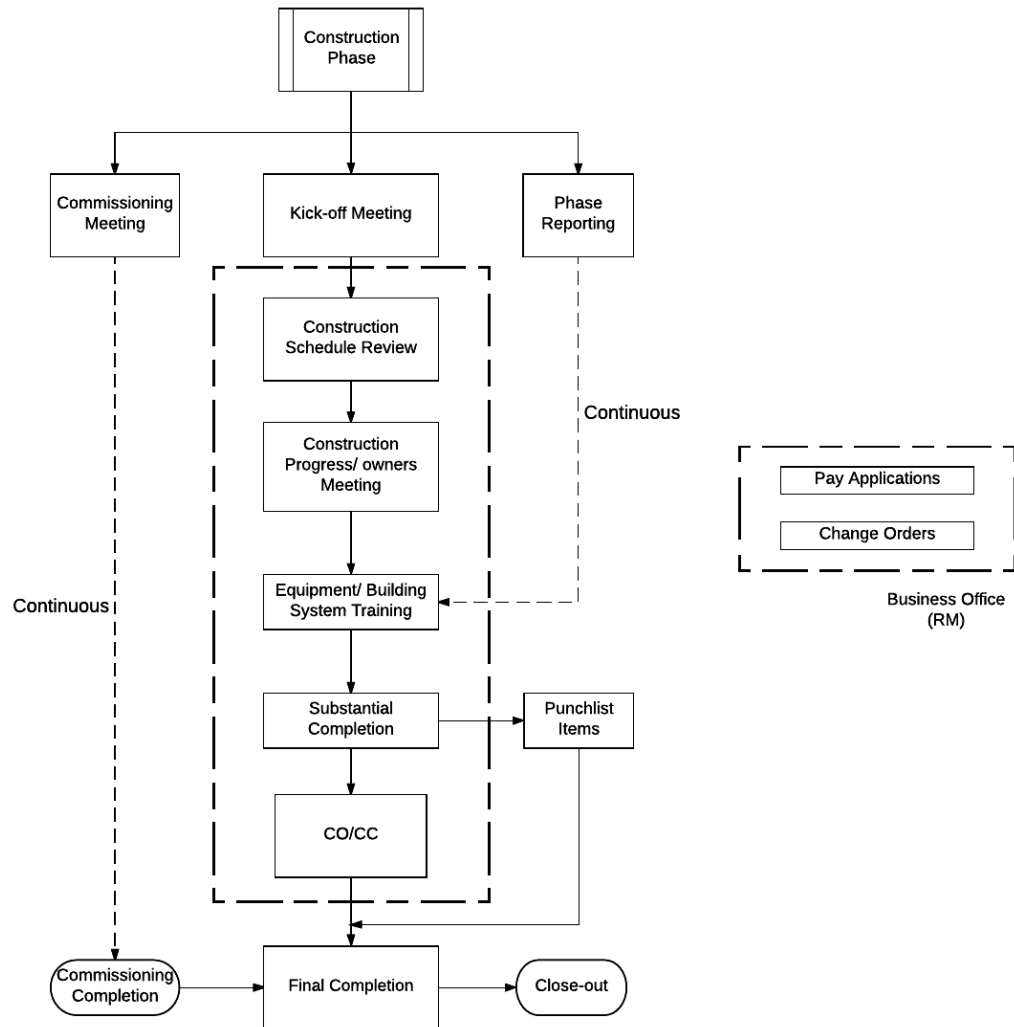 Construction
Phase
Commissioning
Meeting
Kick-off Meeting
Phase
Reporting
Construction
Schedule Review
Continuous
Construction
Progress/ owners
Meeting
Pay Applications
Change Orders
Equipment/ Building
System Training
Continuous
Business Office
(RM)
Substantial
Completion
Punchlist
Items
CO/CC
Commissioning
Completion
Final Completion
Close-out